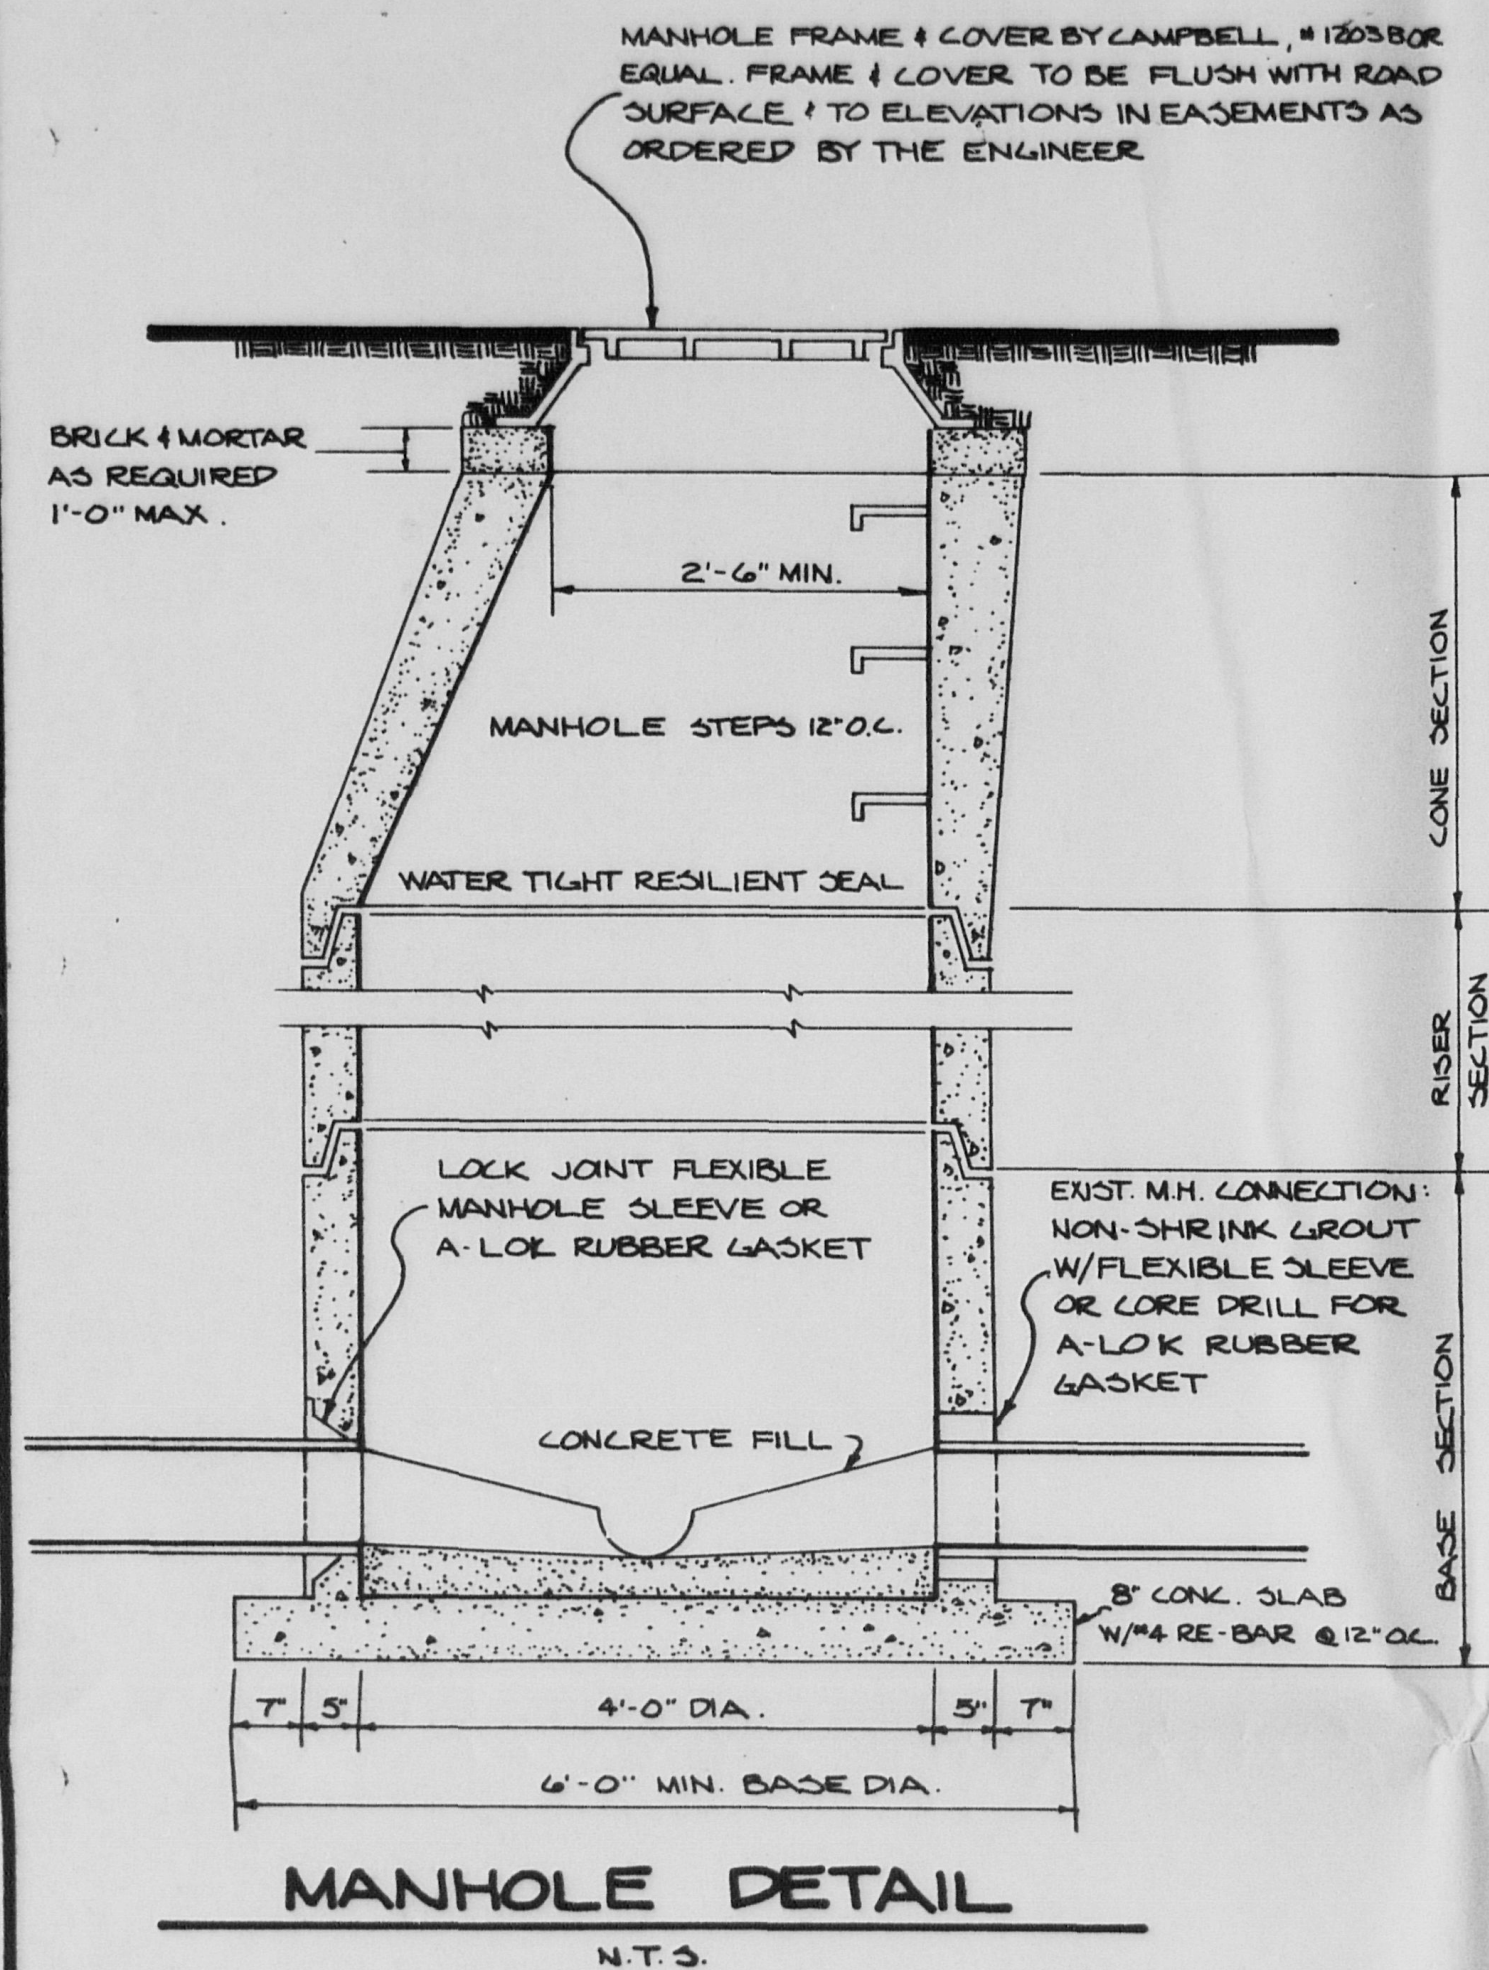 MANHOLE FRAME & COVER BY CAMPBELL, #1203B OR
EQUAL. FRAME & COVER TO BE FLUSH WITH ROAD
SURFACE & TO ELEVATIONS IN EASEMENTS AS
ORDERED BY THE ENGINEER
BRICK & MORTAR
AS REQUIRED
1'-0" MAX.
2'-6" MIN.
MANHOLE STEPS 12" O.C.
CONE SECTION
WATER TIGHT RESILIENT SEAL
RISER
SECTION
LOCK JOINT FLEXIBLE
MANHOLE SLEEVE OR
A-LOK RUBBER GASKET
EXIST. M.H. CONNECTION:
NON-SHRINK GROUT
W/FLEXIBLE SLEEVE
OR CORE DRILL FOR
A-LOK RUBBER
GASKET
CONCRETE FILL
BASE SECTION
8" CONC. SLAB
W/#4 RE-BAR @ 12" O.C.
7" 5" 4'-0" DIA. 5" 7"
6'-0" MIN. BASE DIA.
MANHOLE DETAIL
N.T.S.